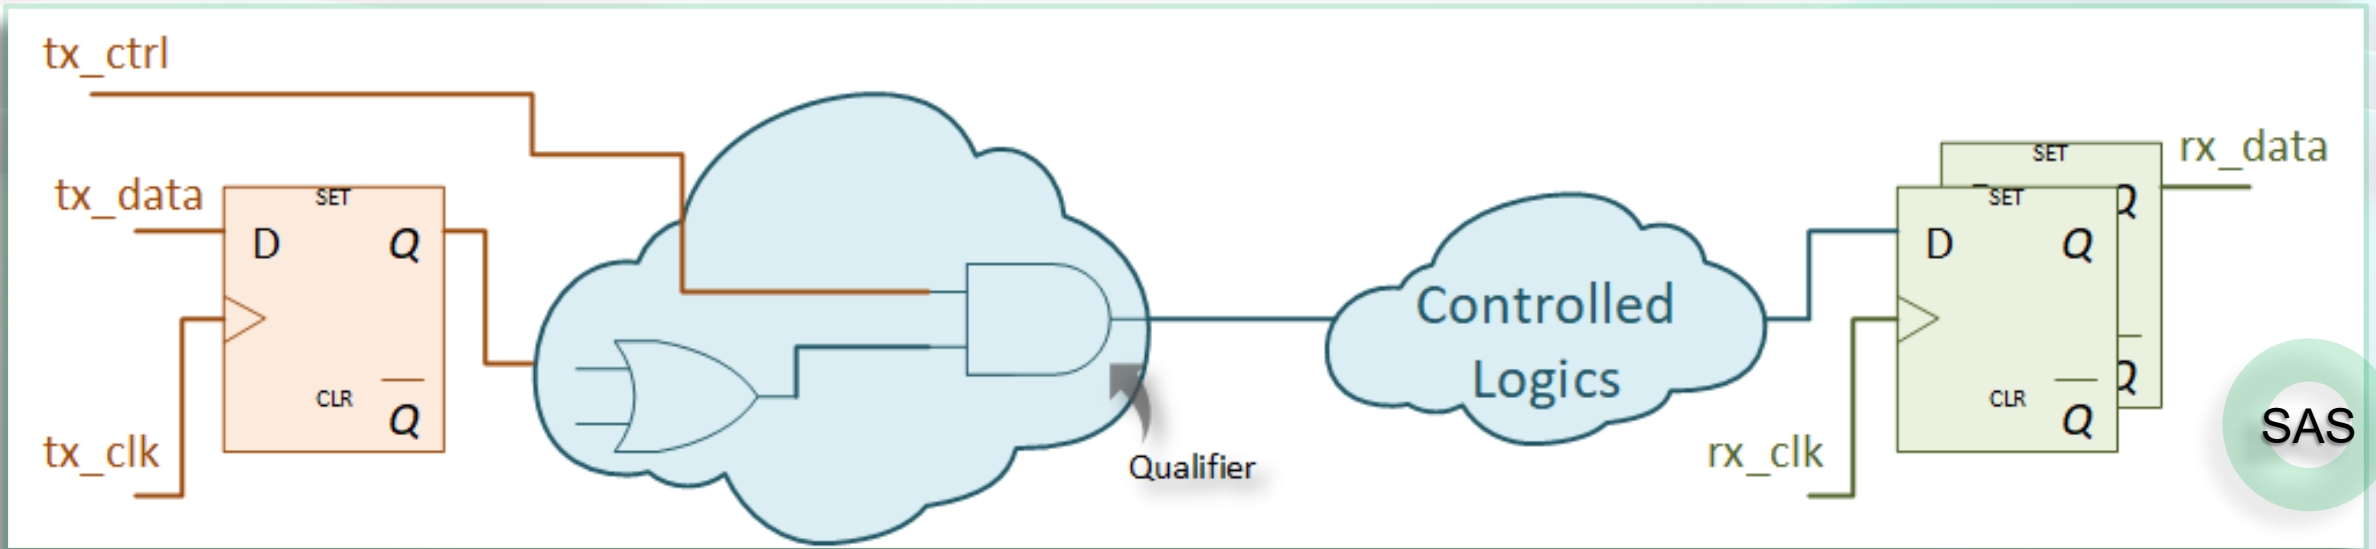 tx_ctrl
tx_data
SET
D
Q
CLR
Q
tx_clk
Qualifier
Controlled
Logics
SET
Q
Q
rx_data
SET
D
Q
CLR
Q
rx_clk
SAS